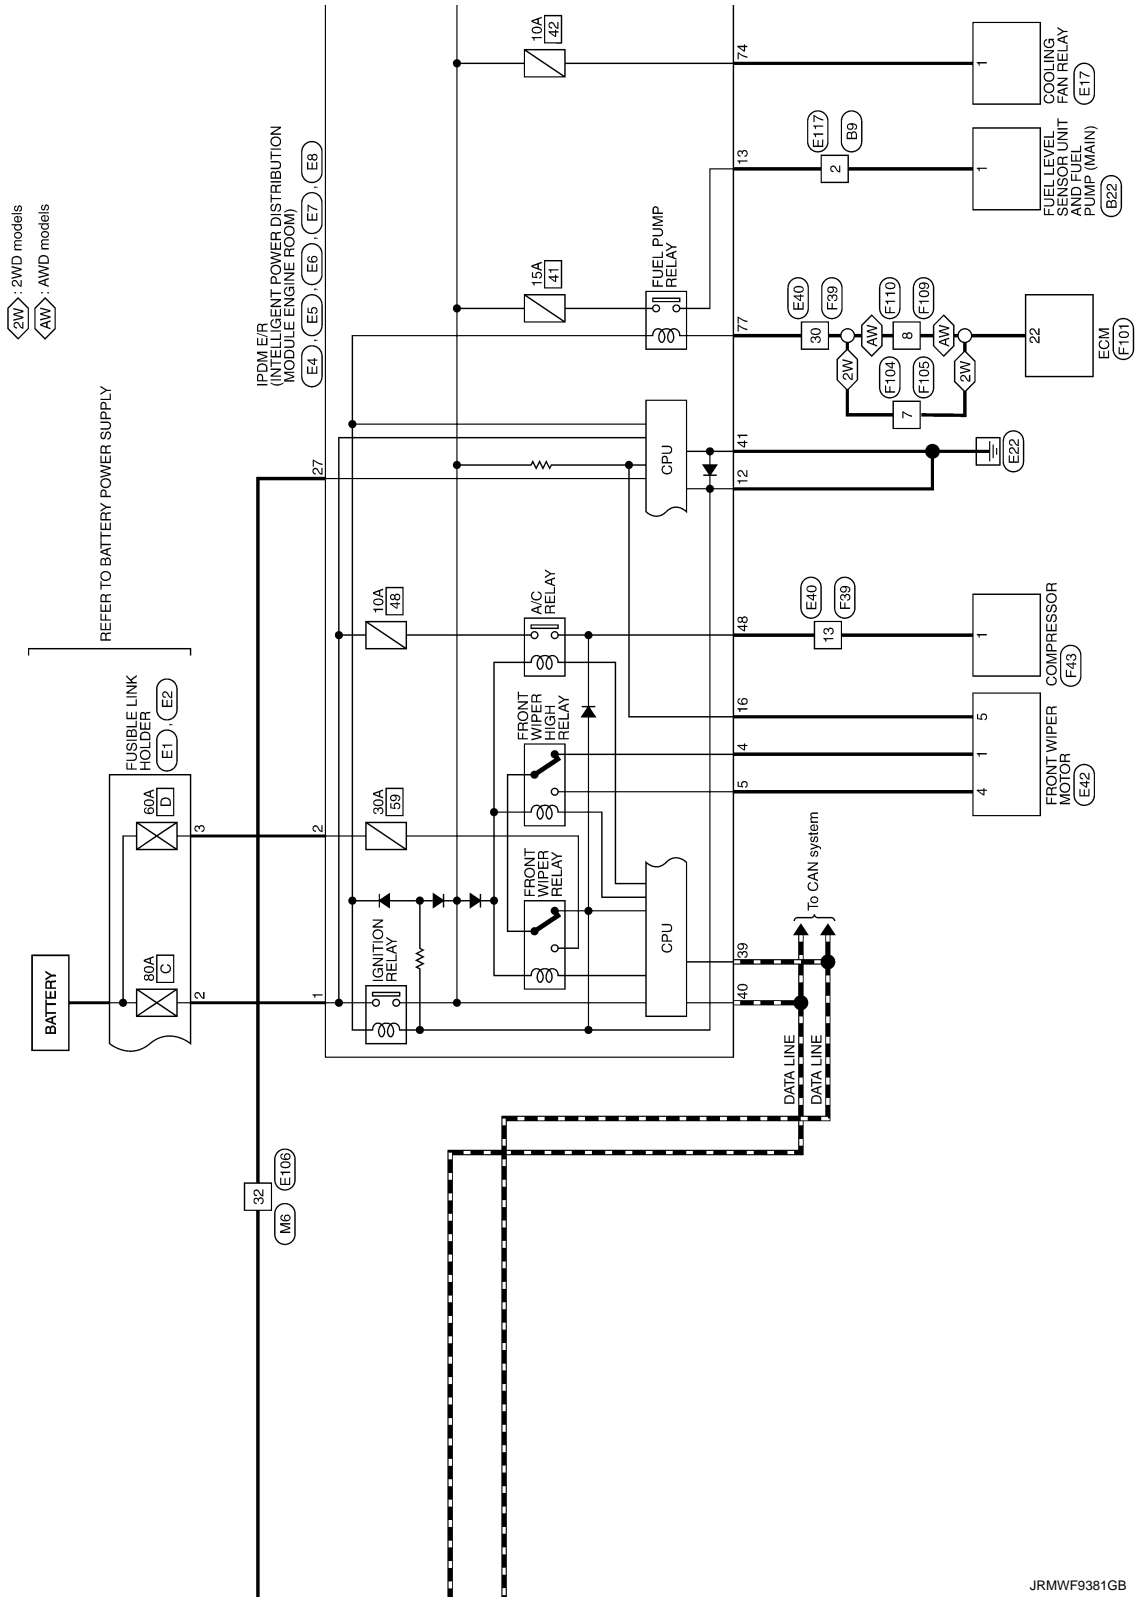 2W : 2WD models
AW : AWD models
REFER TO BATTERY POWER SUPPLY
BATTERY
FUSIBLE LINK
HOLDER
E1 , E2
80A
C
60A
D
2
3
32
M6
E106
IPDM E/R
(INTELLIGENT POWER DISTRIBUTION
MODULE ENGINE ROOM)
E4 , E5 , E6 , E7 , E8
1
2
27
IGNITION
RELAY
30A
59
10A
48
FRONT
WIPER
RELAY
FRONT
WIPER
HIGH
RELAY
A/C
RELAY
15A
41
10A
42
CPU
CPU
FUEL PUMP
RELAY
40
39
5
4
16
48
12
41
77
13
74
DATA LINE
DATA LINE
To CAN system
13
E40
F39
E22
30
E40
F39
2W
AW
8
F110
F109
AW
2W
7
F104
F105
2
E117
B9
4
1
5
FRONT WIPER
MOTOR
E42
1
COMPRESSOR
F43
22
ECM
F101
1
FUEL LEVEL
SENSOR UNIT
AND FUEL
PUMP (MAIN)
B22
1
COOLING
FAN RELAY
E17
JRMWF9381GB